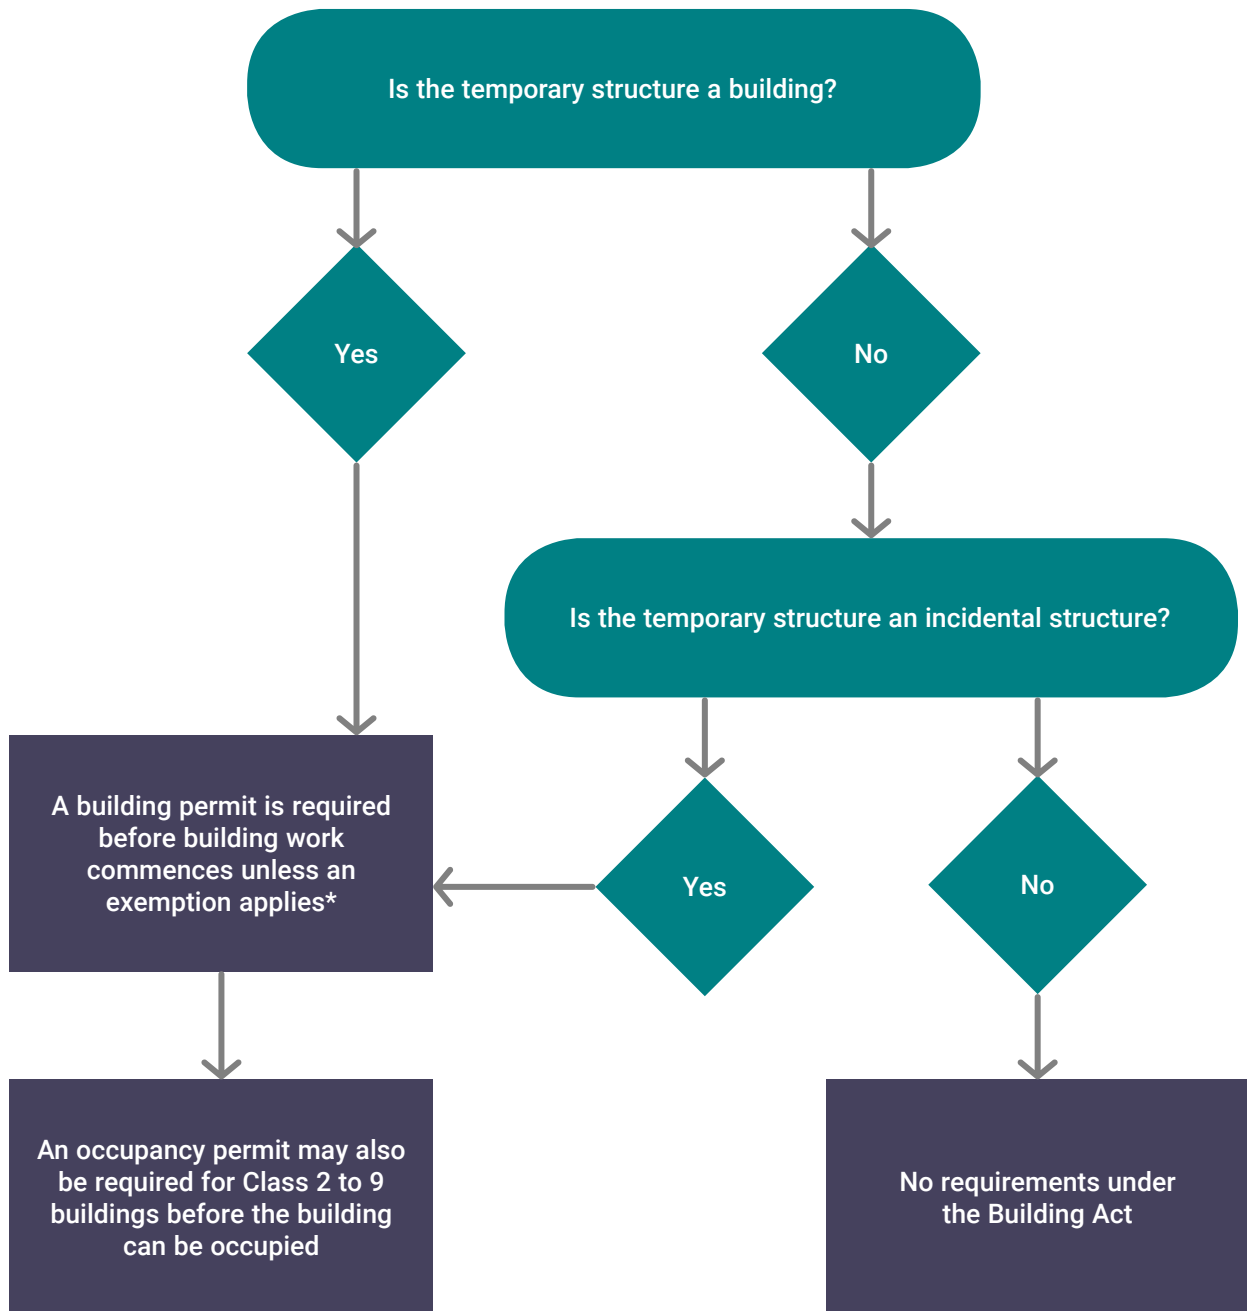 Is the temporary structure a building?
Yes
No
Is the temporary structure an incidental structure?
A building permit is required
before building work
commences unless an
exemption applies*
Yes
No
An occupancy permit may also
be required for Class 2 to 9
buildings before the building
can be occupied
No requirements under
the Building Act